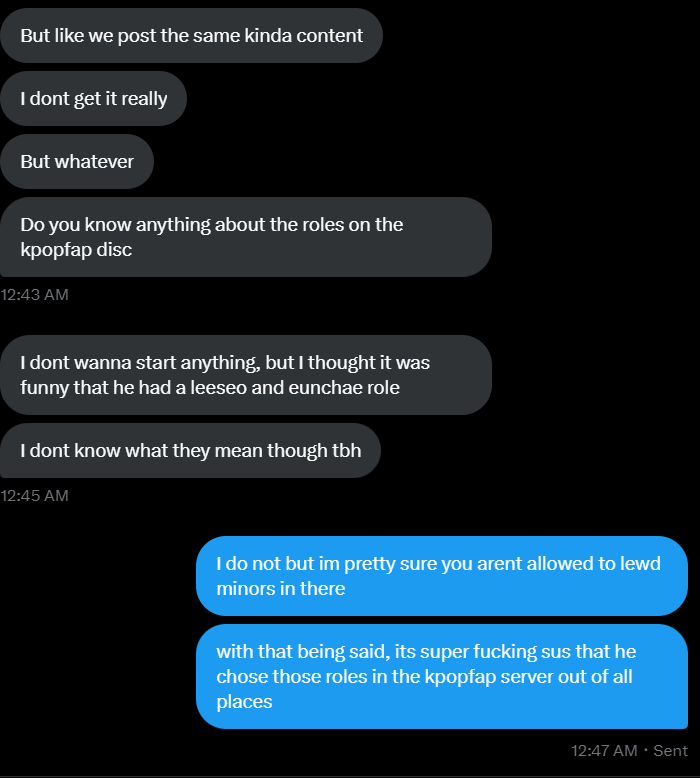 But like we post the same kinda content
I dont get it really
But whatever
Do you know anything about the roles on the
kpopfap disc
12:43 AM
I dont wanna start anything, but I thought it was
funny that he had a leeseo and eunchae role
I dont know what they mean though tbh
12:45 AM
I do not but im pretty sure you arent allowed to lewd
minors in there
with that being said, its super fucking sus that he
chose those roles in the kpopfap server out of all
places
12:47 AM · Sent